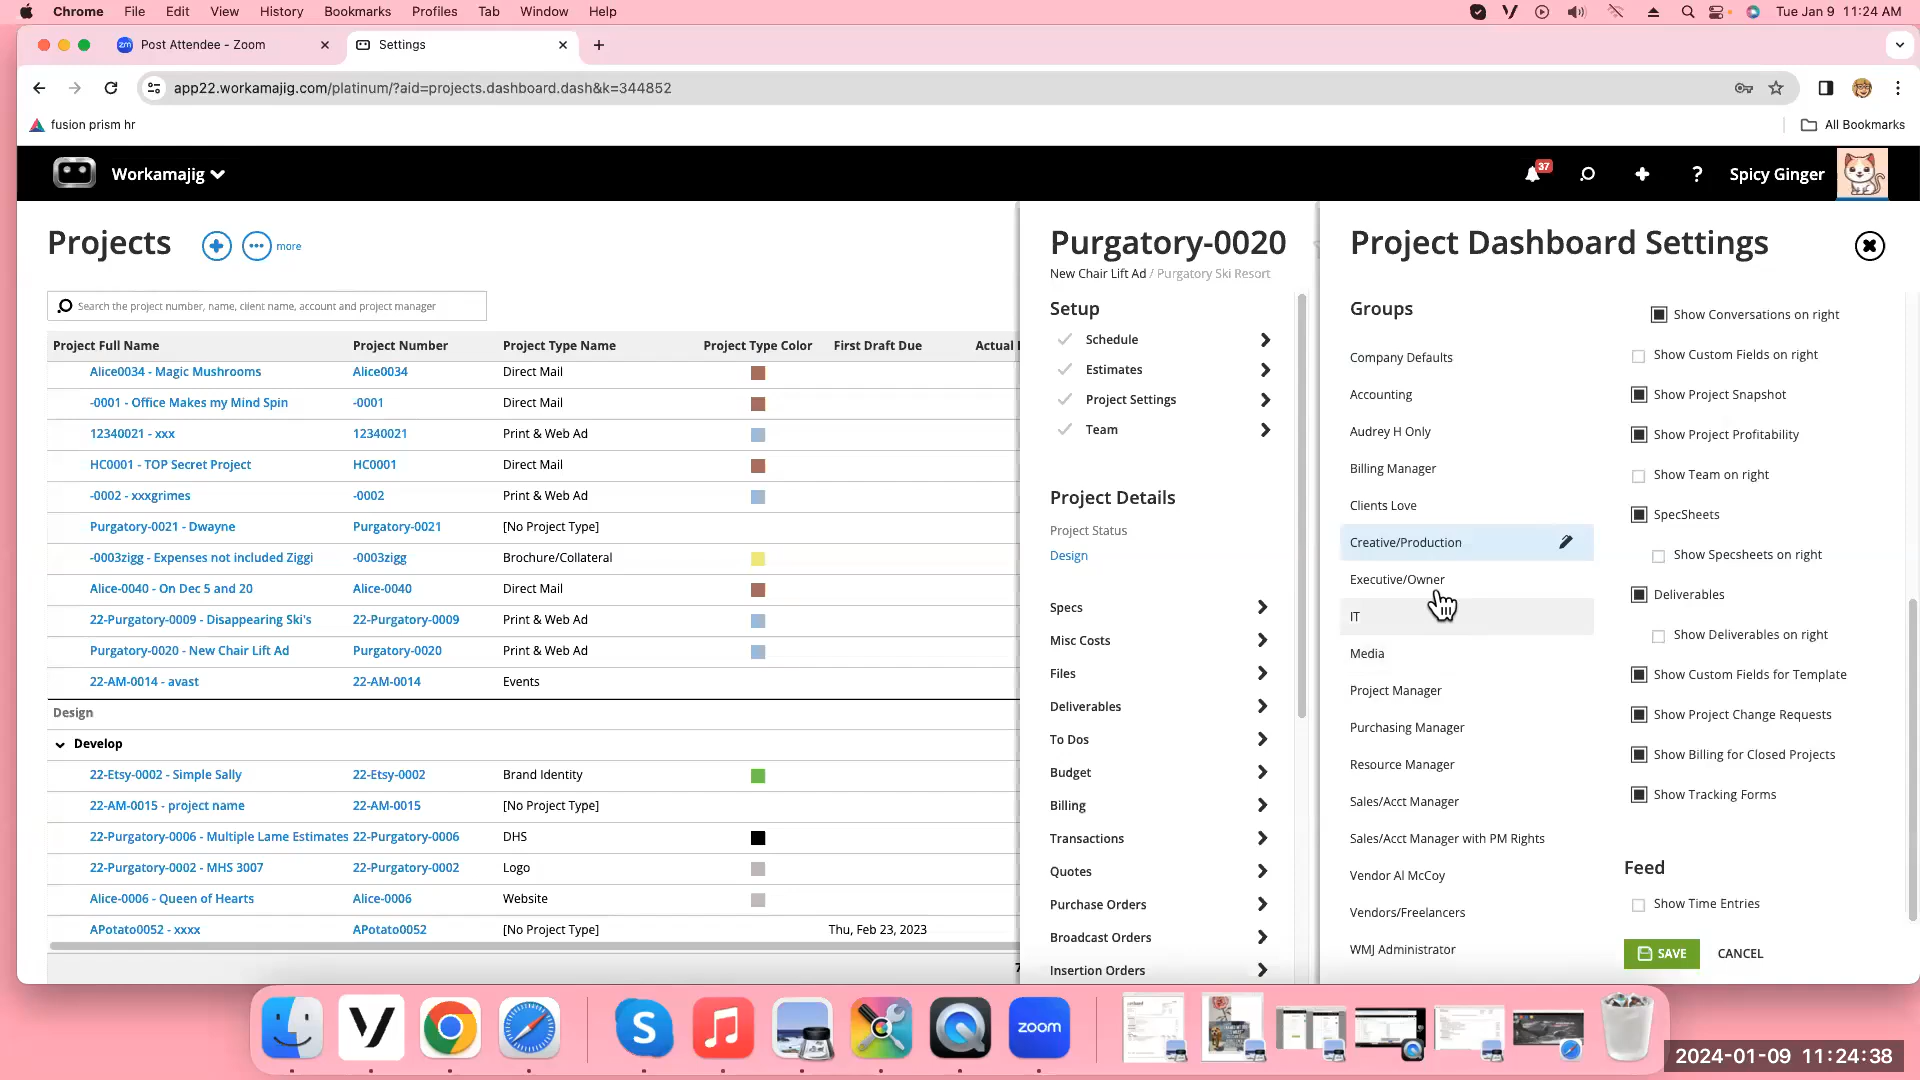 Chrome File Edit View History Bookmarks Profiles Tab Window Help Tue Jan 9 11:24 AM
zm Post Attendee - Zoom Settings
app22.workamajig.com/platinum/?aid=projects.dashboard.dash&k=344852
fusion prism hr All Bookmarks
Workamajig 37 ? Spicy Ginger
Projects more
Search the project number, name, client name, account and project manager
Project Full Name Project Number Project Type Name Project Type Color First Draft Due Actual
Alice0034 - Magic Mushrooms Alice0034 Direct Mail
-0001 - Office Makes my Mind Spin -0001 Direct Mail
12340021 - xxx 12340021 Print & Web Ad
HC0001 - TOP Secret Project HC0001 Direct Mail
-0002 - xxxgrimes -0002 Print & Web Ad
Purgatory-0021 - Dwayne Purgatory-0021 [No Project Type]
-0003zigg - Expenses not included Ziggi -0003zigg Brochure/Collateral
Alice-0040 - On Dec 5 and 20 Alice-0040 Direct Mail
22-Purgatory-0009 - Disappearing Ski's 22-Purgatory-0009 Print & Web Ad
Purgatory-0020 - New Chair Lift Ad Purgatory-0020 Print & Web Ad
22-AM-0014 - avast 22-AM-0014 Events
Design
Develop
22-Etsy-0002 - Simple Sally 22-Etsy-0002 Brand Identity
22-AM-0015 - project name 22-AM-0015 [No Project Type]
22-Purgatory-0006 - Multiple Lame Estimates 22-Purgatory-0006 DHS
22-Purgatory-0002 - MHS 3007 22-Purgatory-0002 Logo
Alice-0006 - Queen of Hearts Alice-0006 Website
APotato0052 - xxxx APotato0052 [No Project Type] Thu, Feb 23, 2023
Purgatory-0020
New Chair Lift Ad / Purgatory Ski Resort
Setup
Schedule
Estimates
Project Settings
Team
Project Details
Project Status
Design
Specs
Misc Costs
Files
Deliverables
To Dos
Budget
Billing
Transactions
Quotes
Purchase Orders
Broadcast Orders
Insertion Orders
Project Dashboard Settings
Groups
Company Defaults
Accounting
Audrey H Only
Billing Manager
Clients Love
Creative/Production
Executive/Owner
IT
Media
Project Manager
Purchasing Manager
Resource Manager
Sales/Acct Manager
Sales/Acct Manager with PM Rights
Vendor Al McCoy
Vendors/Freelancers
WMJ Administrator
Show Conversations on right
Show Custom Fields on right
Show Project Snapshot
Show Project Profitability
Show Team on right
SpecSheets
Show Specsheets on right
Deliverables
Show Deliverables on right
Show Custom Fields for Template
Show Project Change Requests
Show Billing for Closed Projects
Show Tracking Forms
Feed
Show Time Entries
SAVE CANCEL
zoom
2024-01-09 11:24:38